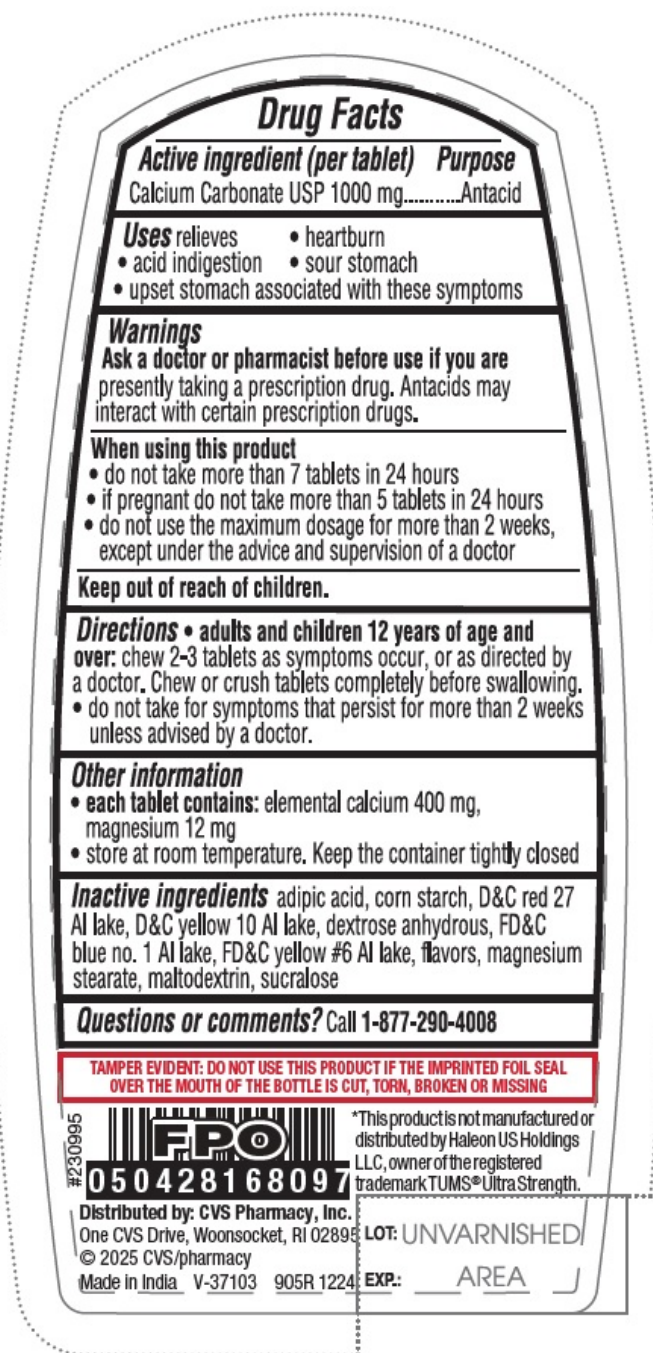 Drug Facts
Active ingredient (per tablet) Purpose
Calcium Carbonate USP 1000 mg...........Antacid
Uses relieves • heartburn
• acid indigestion • sour stomach
• upset stomach associated with these symptoms
Warnings
Ask a doctor or pharmacist before use if you are
presently taking a prescription drug. Antacids may
interact with certain prescription drugs.
When using this product
• do not take more than 7 tablets in 24 hours
• if pregnant do not take more than 5 tablets in 24 hours
• do not use the maximum dosage for more than 2 weeks,
except under the advice and supervision of a doctor
Keep out of reach of children.
Directions • adults and children 12 years of age and
over: chew 2-3 tablets as symptoms occur, or as directed by
a doctor. Chew or crush tablets completely before swallowing.
• do not take for symptoms that persist for more than 2 weeks
unless advised by a doctor.
Other information
• each tablet contains: elemental calcium 400 mg,
magnesium 12 mg
• store at room temperature. Keep the container tightly closed
Inactive ingredients adipic acid, corn starch, D&C red 27
Al lake, D&C yellow 10 Al lake, dextrose anhydrous, FD&C
blue no. 1 Al lake, FD&C yellow #6 Al lake, flavors, magnesium
stearate, maltodextrin, sucralose
Questions or comments? Call 1-877-290-4008
TAMPER EVIDENT: DO NOT USE THIS PRODUCT IF THE IMPRINTED FOIL SEAL
OVER THE MOUTH OF THE BOTTLE IS CUT, TORN, BROKEN OR MISSING
#230995
FPO
050428168097
*This product is not manufactured or
distributed by Haleon US Holdings
LLC, owner of the registered
trademark TUMS® Ultra Strength.
Distributed by: CVS Pharmacy, Inc.
One CVS Drive, Woonsocket, RI 02895
© 2025 CVS/pharmacy
Made in India V-37103 905R 1224
LOT: UNVARNISHED
EXP.: AREA